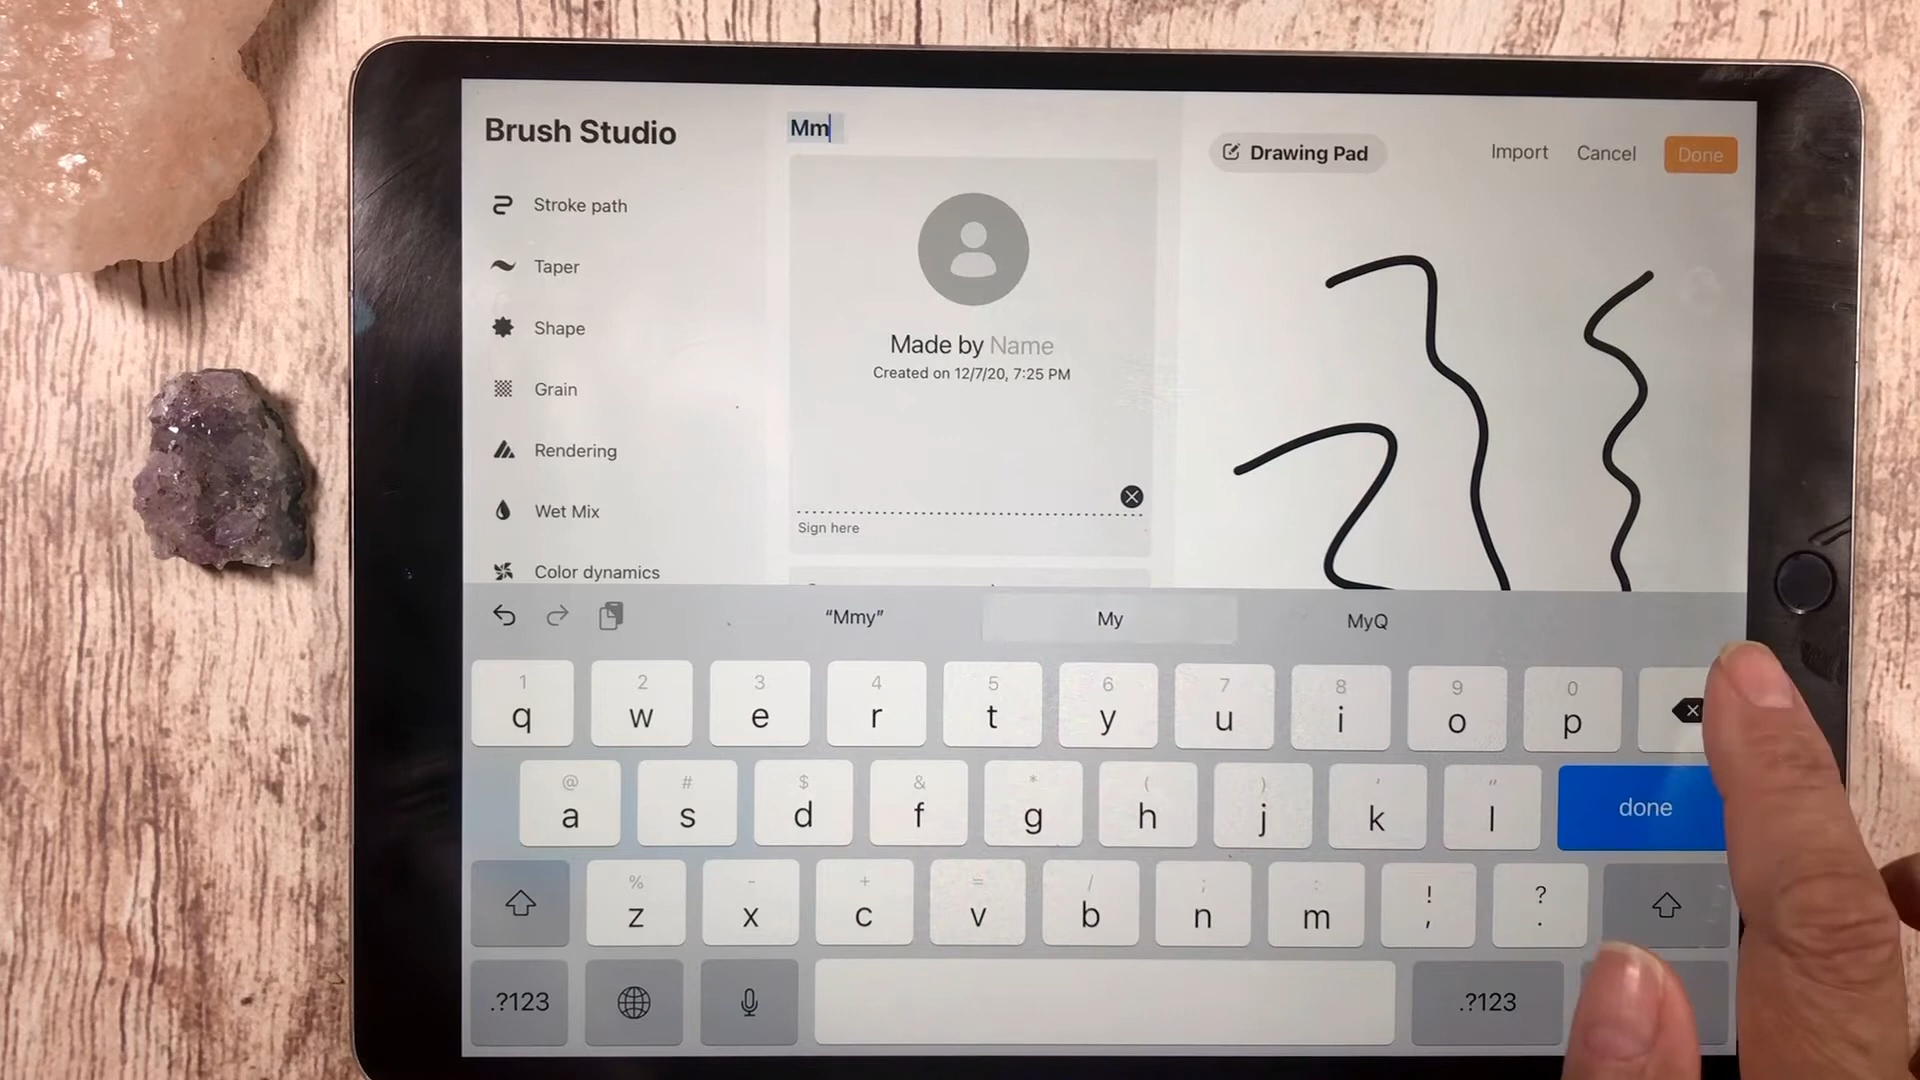 Brush Studio
Mm
Drawing Pad
Import
Cancel
Done
Stroke path
Taper
Shape
Grain
Rendering
Wet Mix
Color dynamics
Made by Name
Created on 12/7/20, 7:25 PM
Sign here
“Mmy”
My
MyQ
1 2 3 4 5 6 7 8 9 0
q w e r t y u i o p
@ # $ & * ( ) ' "
a s d f g h j k l
done
% - + = / ; : ! ?
z x c v b n m , .
.?123
.?123